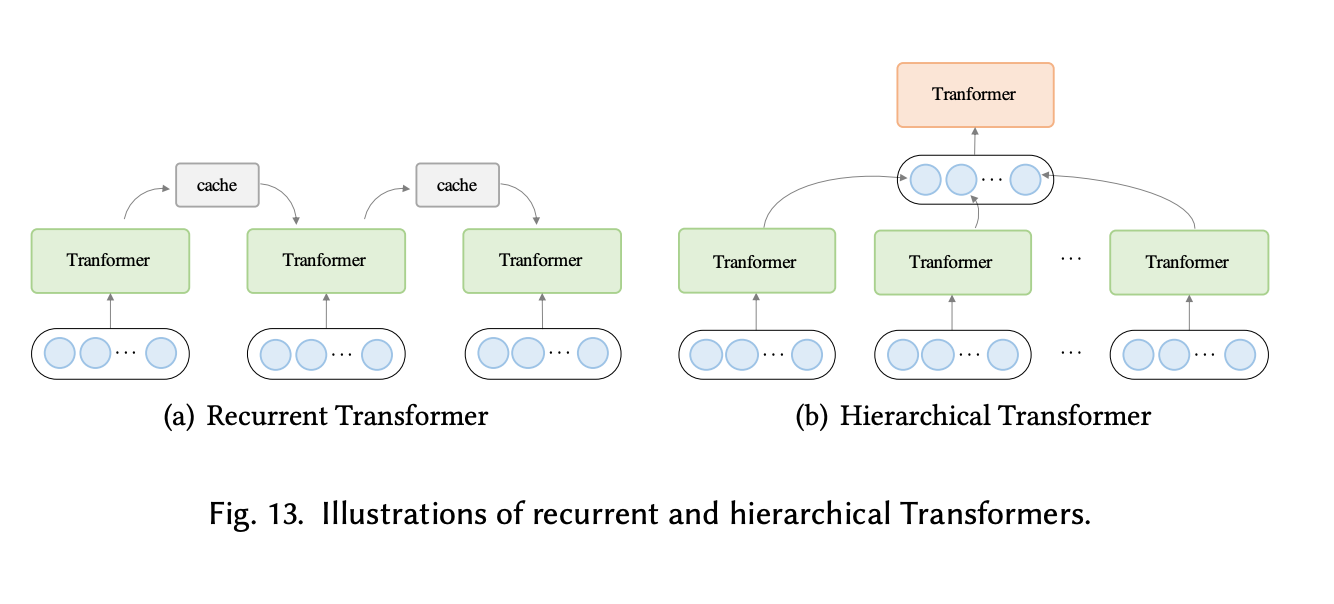 Tranformer
cache
cache
Tranformer
Tranformer
Tranformer
Tranformer
Tranformer
Tranformer
...
...
...
...
...
...
...
...
...
(a) Recurrent Transformer
(b) Hierarchical Transformer
Fig. 13. Illustrations of recurrent and hierarchical Transformers.